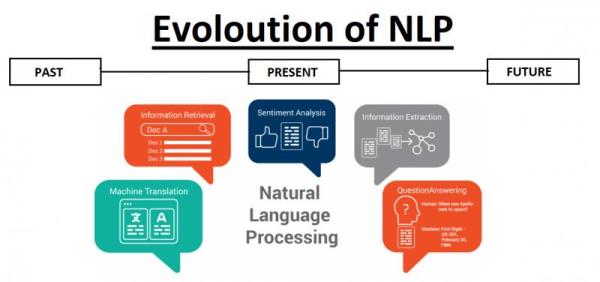 Evoloution of NLP
PAST
PRESENT
FUTURE
Information Retrieval
Doc A
Doc 1
Doc 2
Doc 3
Sentiment Analysis
Information Extraction
Machine Translation
文 A
Natural
Language
Processing
QuestionAnswering
Human: When was Apollo
sent to space?
?
Machine: First flight -
AS-201,
February 26,
1966